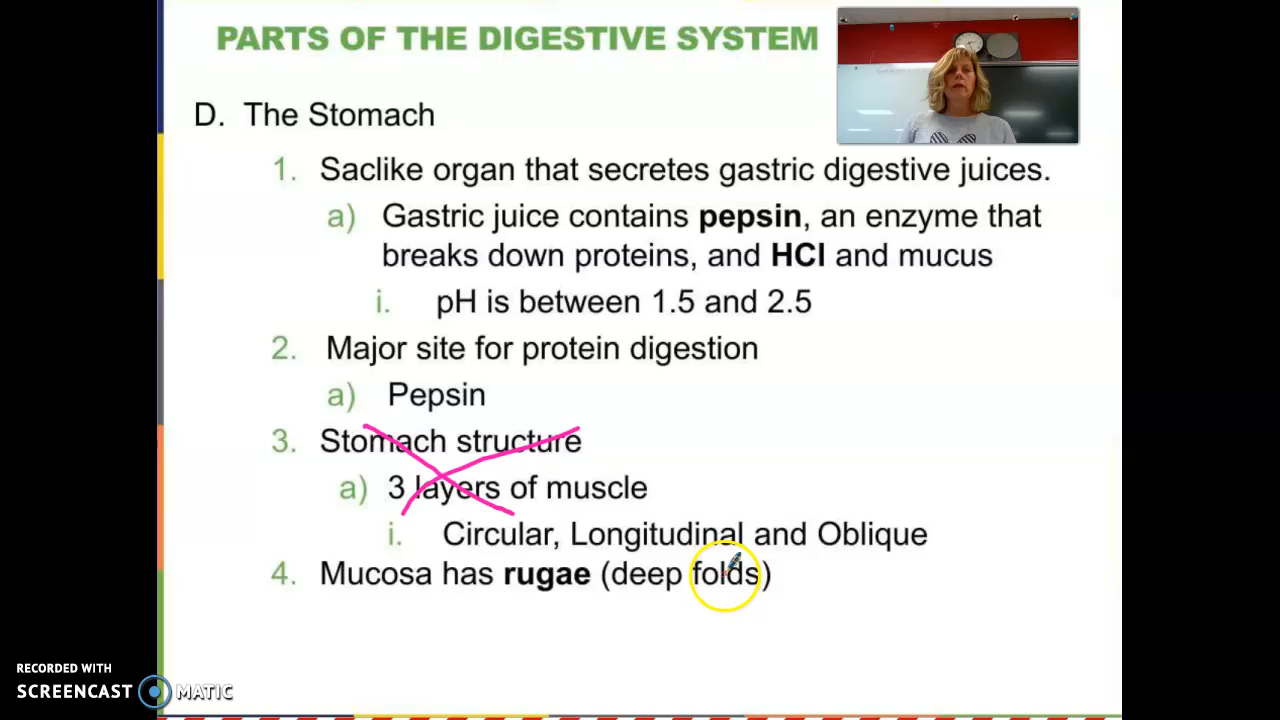 PARTS OF THE DIGESTIVE SYSTEM
D. The Stomach
1. Saclike organ that secretes gastric digestive juices.
a) Gastric juice contains pepsin, an enzyme that
breaks down proteins, and HCl and mucus
i. pH is between 1.5 and 2.5
2. Major site for protein digestion
a) Pepsin
3. Stomach structure
a) 3 layers of muscle
i. Circular, Longitudinal and Oblique
4. Mucosa has rugae (deep folds)
RECORDED WITH
SCREENCAST MATIC